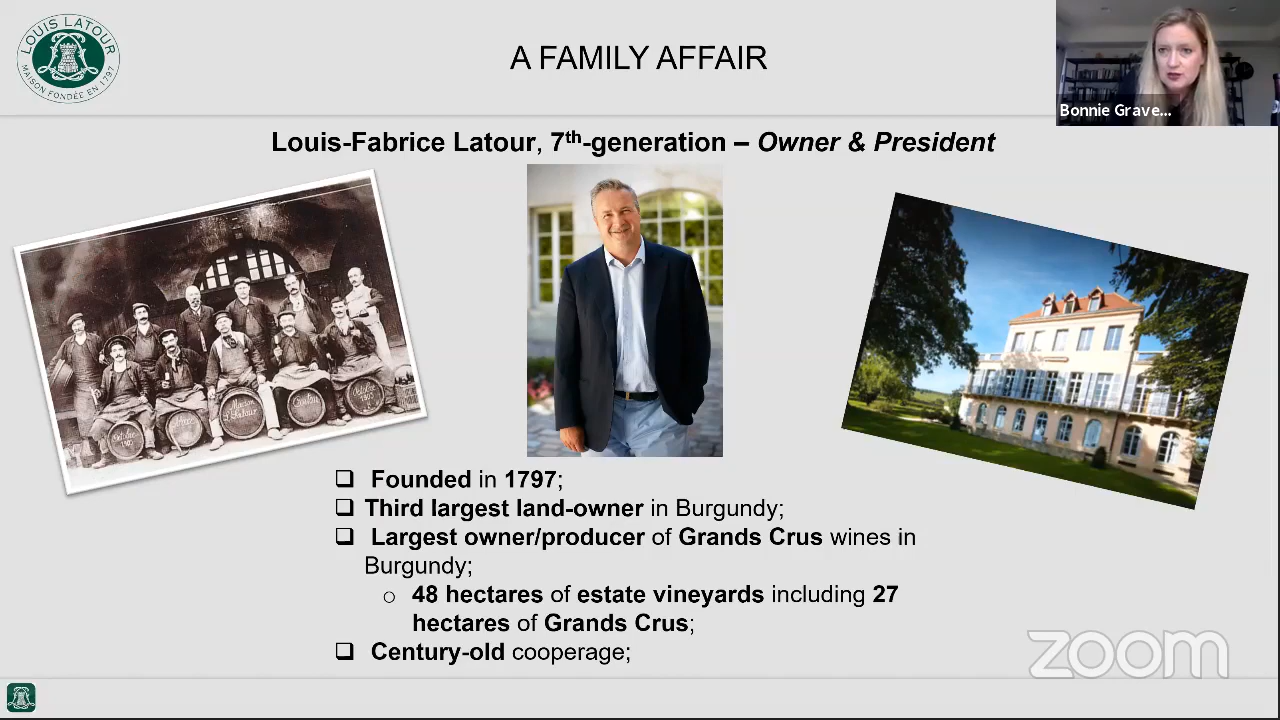 LOUIS LATOUR
MAISON FONDÉE EN 1797
A FAMILY AFFAIR
Bonnie Grave...
Louis-Fabrice Latour, 7th-generation – Owner & President
Founded in 1797;
Third largest land-owner in Burgundy;
Largest owner/producer of Grands Crus wines in
Burgundy;
48 hectares of estate vineyards including 27
hectares of Grands Crus;
Century-old cooperage;
zoom